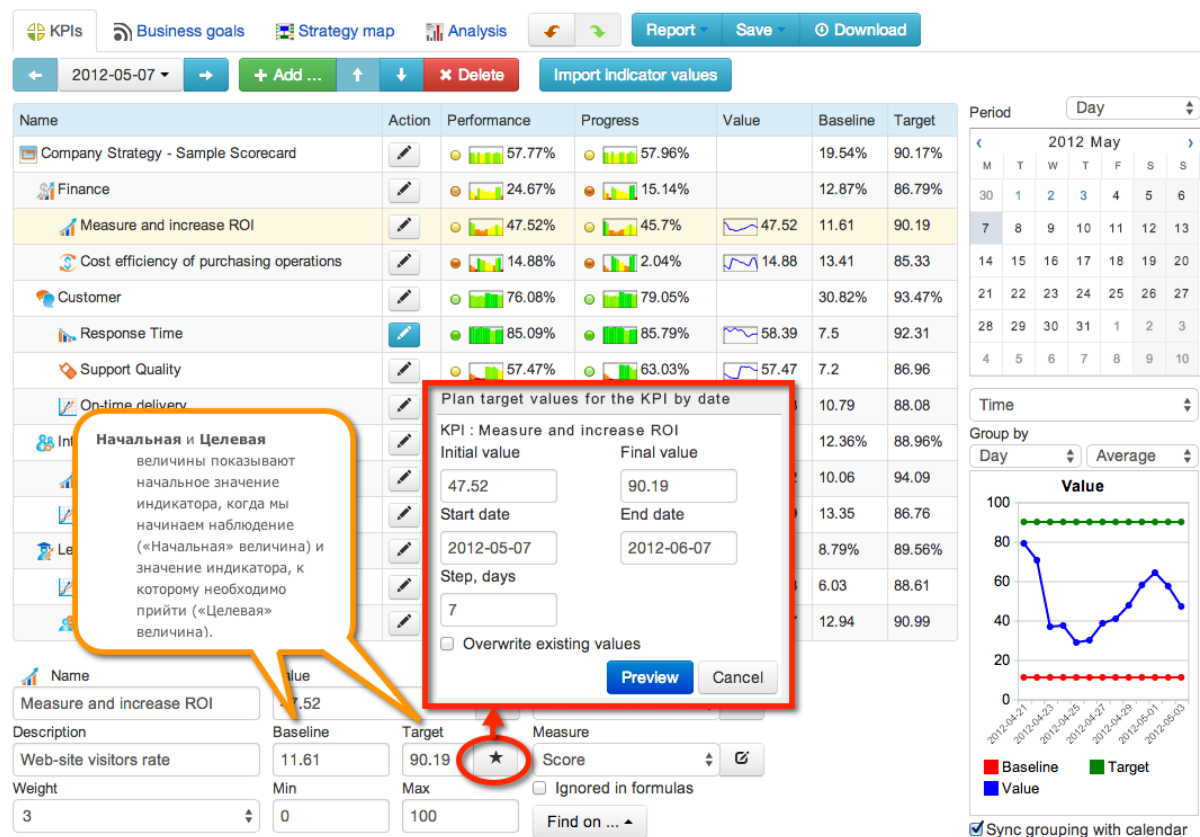 KPIs Business goals Strategy map Analysis Report Save Download
2012-05-07 + Add ... Delete Import indicator values
Name Action Performance Progress Value Baseline Target
Company Strategy - Sample Scorecard 57.77% 57.96% 19.54% 90.17%
Finance 24.67% 15.14% 12.87% 86.79%
Measure and increase ROI 47.52% 45.7% 47.52 11.61 90.19
Cost efficiency of purchasing operations 14.88% 2.04% 14.88 13.41 85.33
Customer 76.08% 79.05% 30.82% 93.47%
Response Time 85.09% 85.79% 58.39 7.5 92.31
Support Quality 57.47% 63.03% 57.47 7.2 86.96
On-time delivery 10.79 88.08
Int 12.36% 88.96%
10.06 94.09
13.35 86.76
Le 8.79% 89.56%
6.03 88.61
12.94 90.99
Начальная и Целевая
величины показывают
начальное значение
индикатора, когда мы
начинаем наблюдение
(«Начальная» величина) и
значение индикатора, к
которому необходимо
прийти («Целевая»
величина).
Plan target values for the KPI by date
KPI : Measure and increase ROI
Initial value Final value
47.52 90.19
Start date End date
2012-05-07 2012-06-07
Step, days
7
Overwrite existing values
Preview Cancel
Name
Measure and increase ROI
Description Baseline Target Measure
Web-site visitors rate 11.61 90.19 Score
Weight Min Max Ignored in formulas
3 0 100 Find on ...
Period Day
2012 May
M T W T F S S
30 1 2 3 4 5 6
7 8 9 10 11 12 13
14 15 16 17 18 19 20
21 22 23 24 25 26 27
28 29 30 31 1 2 3
4 5 6 7 8 9 10
Time
Group by
Day Average
Value
100
80
60
40
20
0
2012-04-21 2012-04-23 2012-04-25 2012-04-27 2012-04-29 2012-05-01 2012-05-03
Baseline Target
Value
Sync grouping with calendar